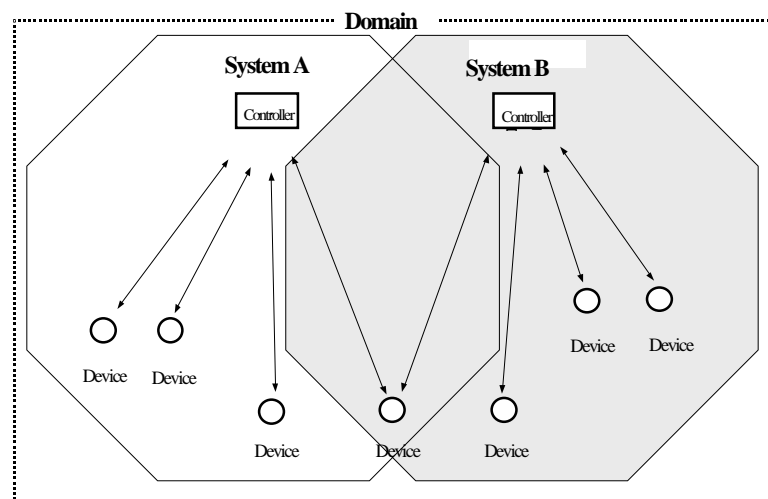 Domain
System A
System B
Controller
Controller
Device
Device
Device
Device
Device
Device
Device